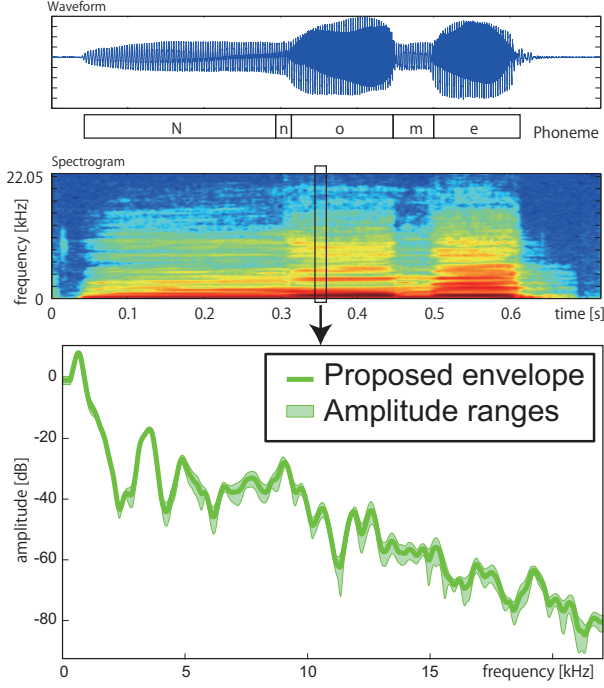 Waveform
N n o m e Phoneme
Spectrogram
22.05
frequency [kHz]
0
0 0.1 0.2 0.3 0.4 0.5 0.6 time [s]
Proposed envelope
Amplitude ranges
amplitude [dB]
0
-20
-40
-60
-80
0 5 10 15 frequency [kHz]